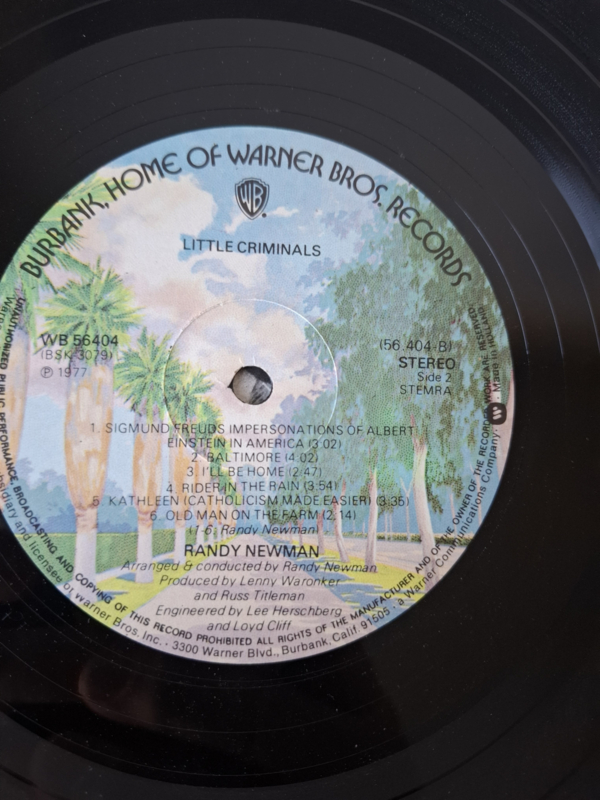 BURBANK, HOME OF WARNER BROS. RECORDS
WB
LITTLE CRIMINALS
WB 56404
(BSK 3079)
℗ 1977
(56.404-B)
STEREO
Side 2
STEMRA
1. SIGMUND FREUDS IMPERSONATIONS OF ALBERT
EINSTEIN IN AMERICA (3.02)
2. BALTIMORE (4.02)
3. I'LL BE HOME (2.47)
4. RIDER IN THE RAIN (3.54)
5. KATHLEEN (CATHOLICISM MADE EASIER) (3.35)
6. OLD MAN ON THE FARM (2.14)
(1-6: Randy Newman)
RANDY NEWMAN
Arranged & conducted by Randy Newman
Produced by Lenny Waronker
and Russ Titleman
Engineered by Lee Herschberg
and Loyd Cliff
UNAUTHORIZED PUBLIC PERFORMANCE BROADCASTING AND COPYING OF THIS RECORD PROHIBITED ALL RIGHTS OF THE MANUFACTURER AND OF THE OWNER OF THE RECORDED WORK ARE RESERVED.
subsidiary and licensee of Warner Bros. Inc. · 3300 Warner Blvd., Burbank, Calif. 91505 · a Warner Communications Company. Made in Holland